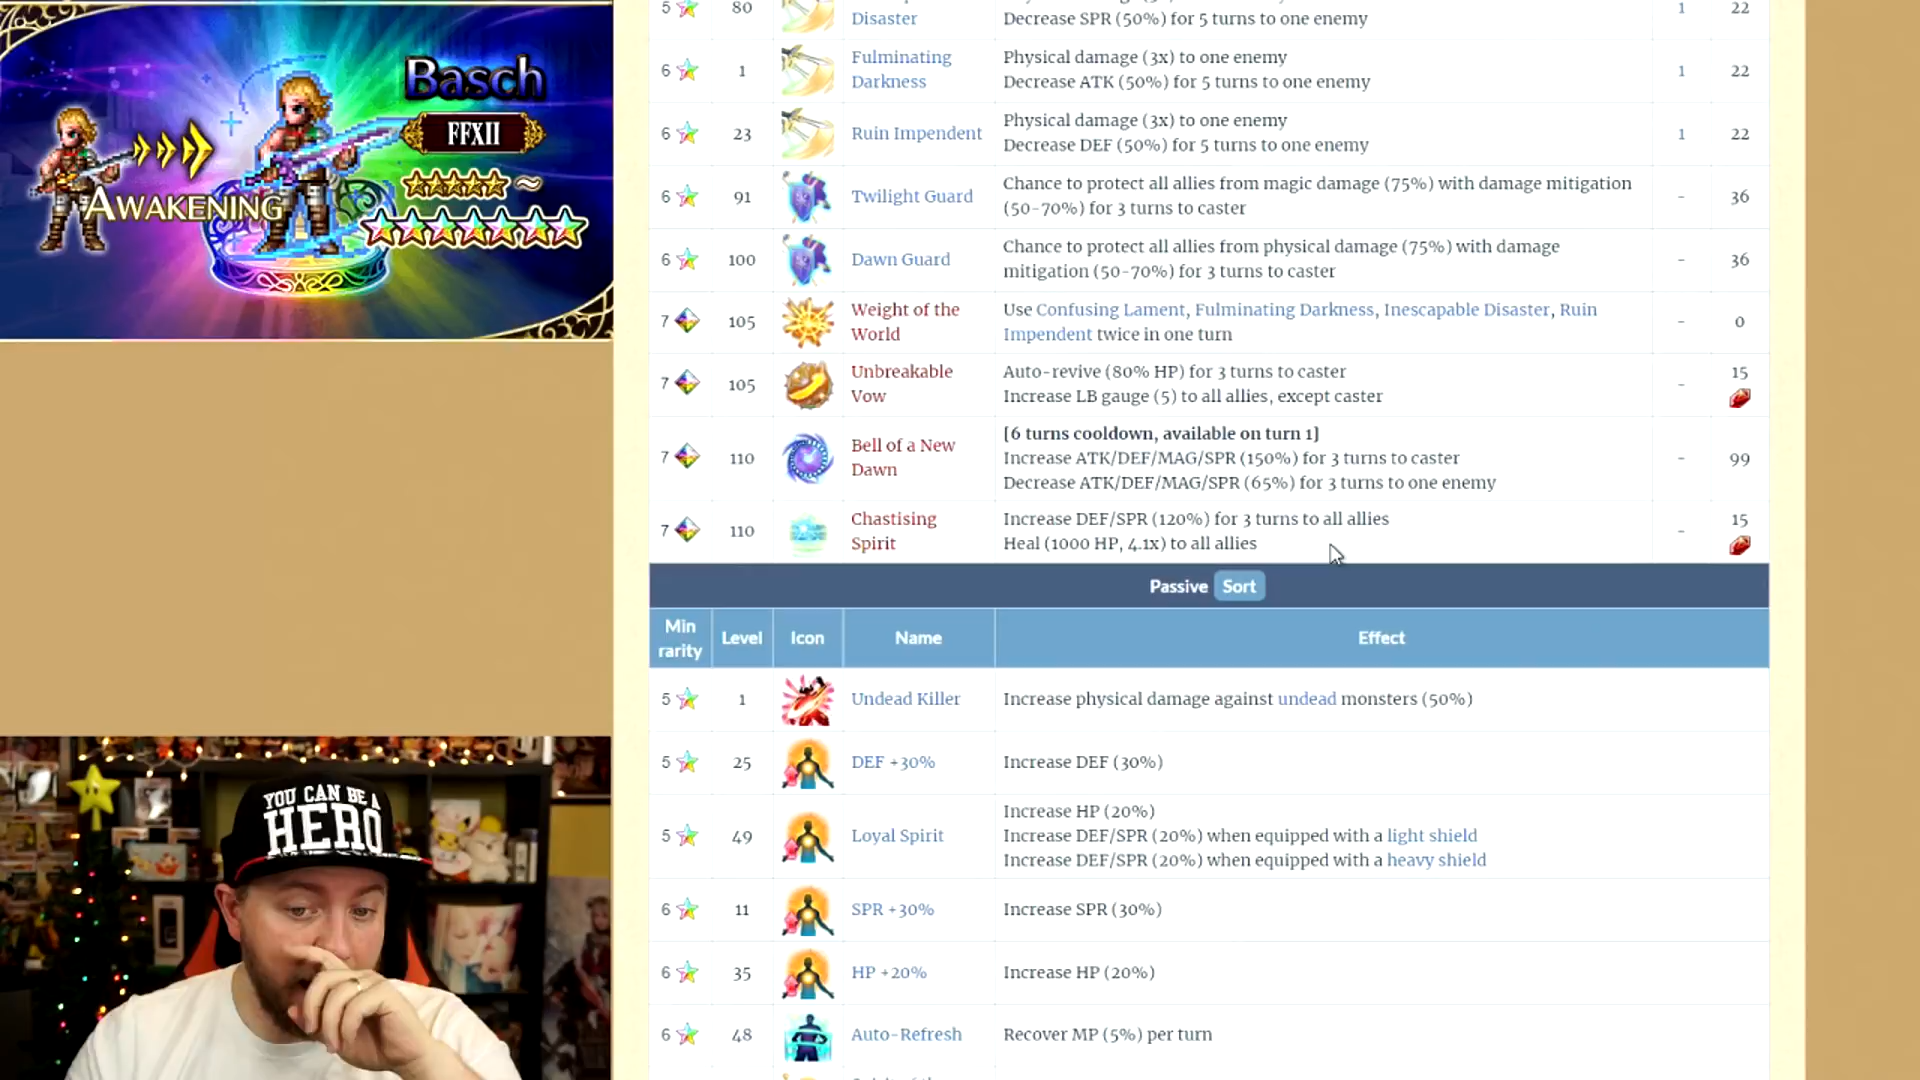 Basch
FFXII
AWAKENING
YOU CAN BE A
HERO
5 80 Disaster Decrease SPR (50%) for 5 turns to one enemy 1 22
6 1 Fulminating Darkness Physical damage (3x) to one enemy
Decrease ATK (50%) for 5 turns to one enemy 1 22
6 23 Ruin Impendent Physical damage (3x) to one enemy
Decrease DEF (50%) for 5 turns to one enemy 1 22
6 91 Twilight Guard Chance to protect all allies from magic damage (75%) with damage mitigation
(50-70%) for 3 turns to caster - 36
6 100 Dawn Guard Chance to protect all allies from physical damage (75%) with damage
mitigation (50-70%) for 3 turns to caster - 36
7 105 Weight of the World Use Confusing Lament, Fulminating Darkness, Inescapable Disaster, Ruin
Impendent twice in one turn - 0
7 105 Unbreakable Vow Auto-revive (80% HP) for 3 turns to caster
Increase LB gauge (5) to all allies, except caster - 15
7 110 Bell of a New Dawn [6 turns cooldown, available on turn 1]
Increase ATK/DEF/MAG/SPR (150%) for 3 turns to caster
Decrease ATK/DEF/MAG/SPR (65%) for 3 turns to one enemy - 99
7 110 Chastising Spirit Increase DEF/SPR (120%) for 3 turns to all allies
Heal (1000 HP, 4.1x) to all allies - 15
Passive Sort
Min rarity Level Icon Name Effect
5 1 Undead Killer Increase physical damage against undead monsters (50%)
5 25 DEF +30% Increase DEF (30%)
5 49 Loyal Spirit Increase HP (20%)
Increase DEF/SPR (20%) when equipped with a light shield
Increase DEF/SPR (20%) when equipped with a heavy shield
6 11 SPR +30% Increase SPR (30%)
6 35 HP +20% Increase HP (20%)
6 48 Auto-Refresh Recover MP (5%) per turn